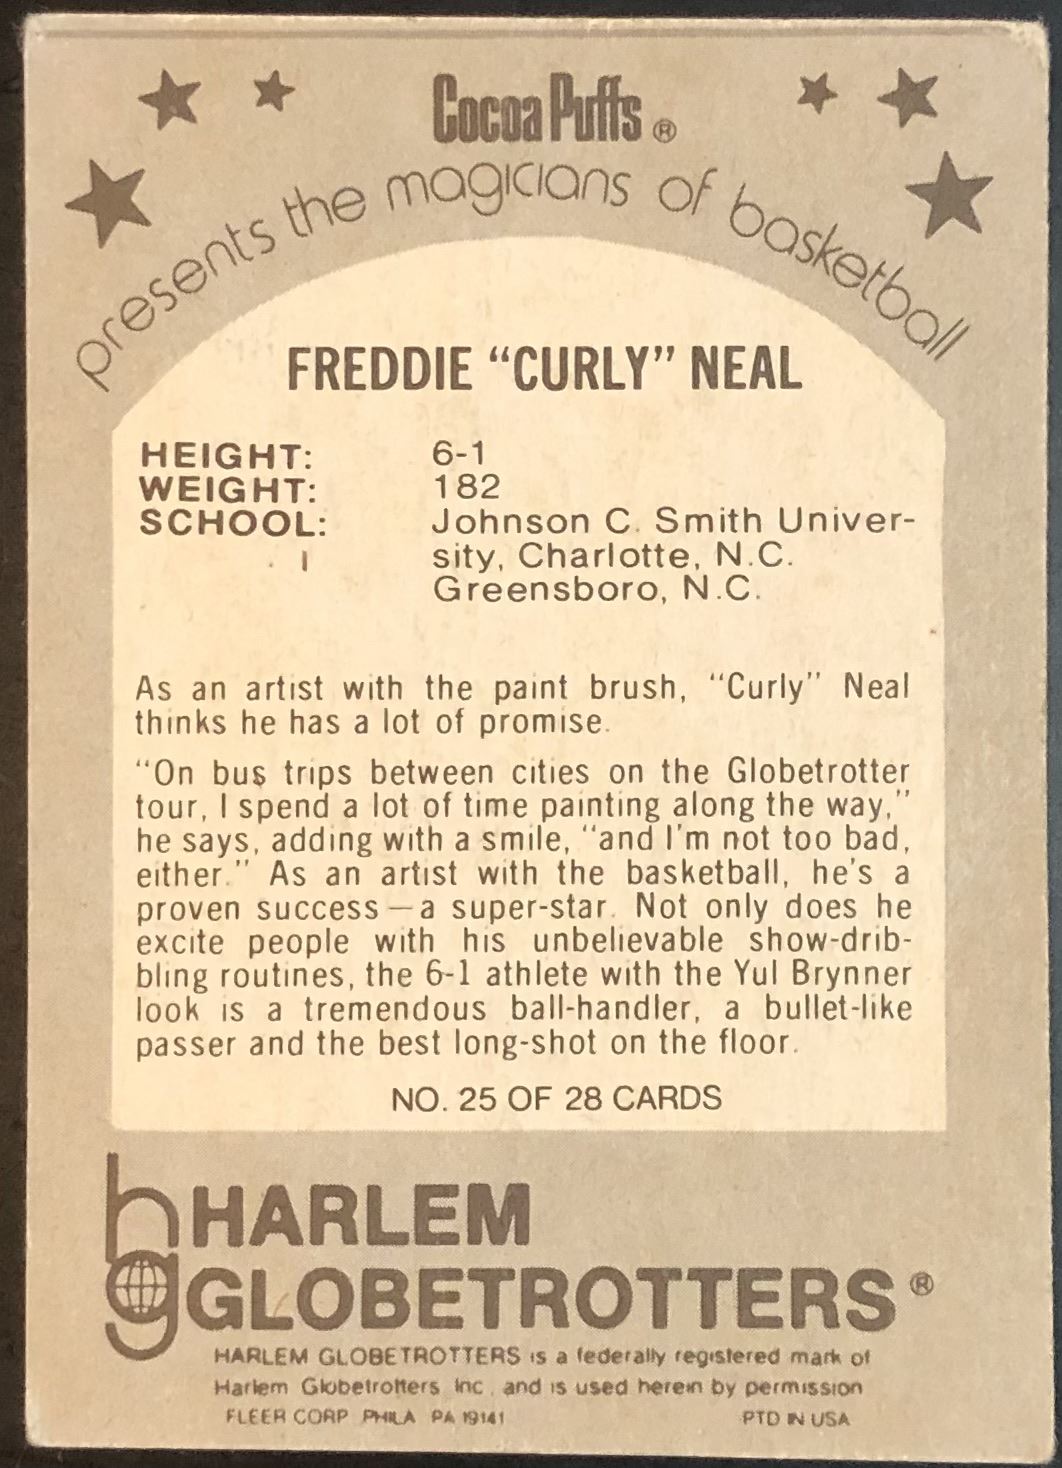 Cocoa Puffs ®
presents the magicians of basketball
FREDDIE “CURLY” NEAL
HEIGHT: 6-1
WEIGHT: 182
SCHOOL: Johnson C. Smith Univer-
sity, Charlotte, N.C.
Greensboro, N.C.
As an artist with the paint brush, “Curly” Neal
thinks he has a lot of promise.
“On bus trips between cities on the Globetrotter
tour, I spend a lot of time painting along the way,”
he says, adding with a smile, “and I'm not too bad,
either.” As an artist with the basketball, he's a
proven success—a super-star. Not only does he
excite people with his unbelievable show-drib-
bling routines, the 6-1 athlete with the Yul Brynner
look is a tremendous ball-handler, a bullet-like
passer and the best long-shot on the floor.
NO. 25 OF 28 CARDS
hg
HARLEM
GLOBETROTTERS®
HARLEM GLOBETROTTERS is a federally registered mark of
Harlem Globetrotters Inc. and is used herein by permission
FLEER CORP PHILA PA 19141 PTD IN USA